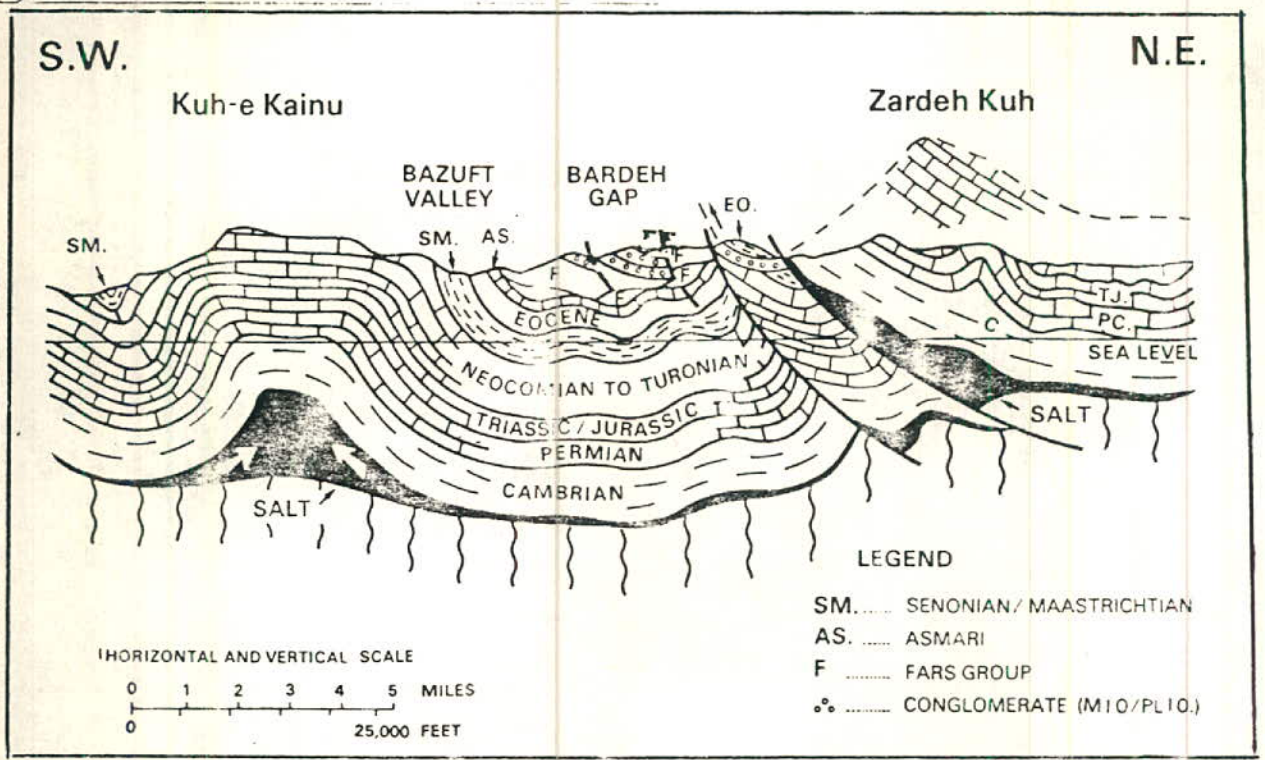 S.W.
N.E.
Kuh-e Kainu
Zardeh Kuh
BAZUFT
VALLEY
BARDEH
GAP
EO.
SM.
SM.
AS.
F
F
F
F
EOCENE
TJ.
PC.
C
SEA LEVEL
NEOCOMIAN TO TURONIAN
TRIASSIC / JURASSIC
PERMIAN
CAMBRIAN
SALT
SALT
LEGEND
SM. ..... SENONIAN / MAASTRICHTIAN
AS. ..... ASMARI
F ......... FARS GROUP
......... CONGLOMERATE (MIO/PLIO.)
HORIZONTAL AND VERTICAL SCALE
0 1 2 3 4 5 MILES
0 25,000 FEET